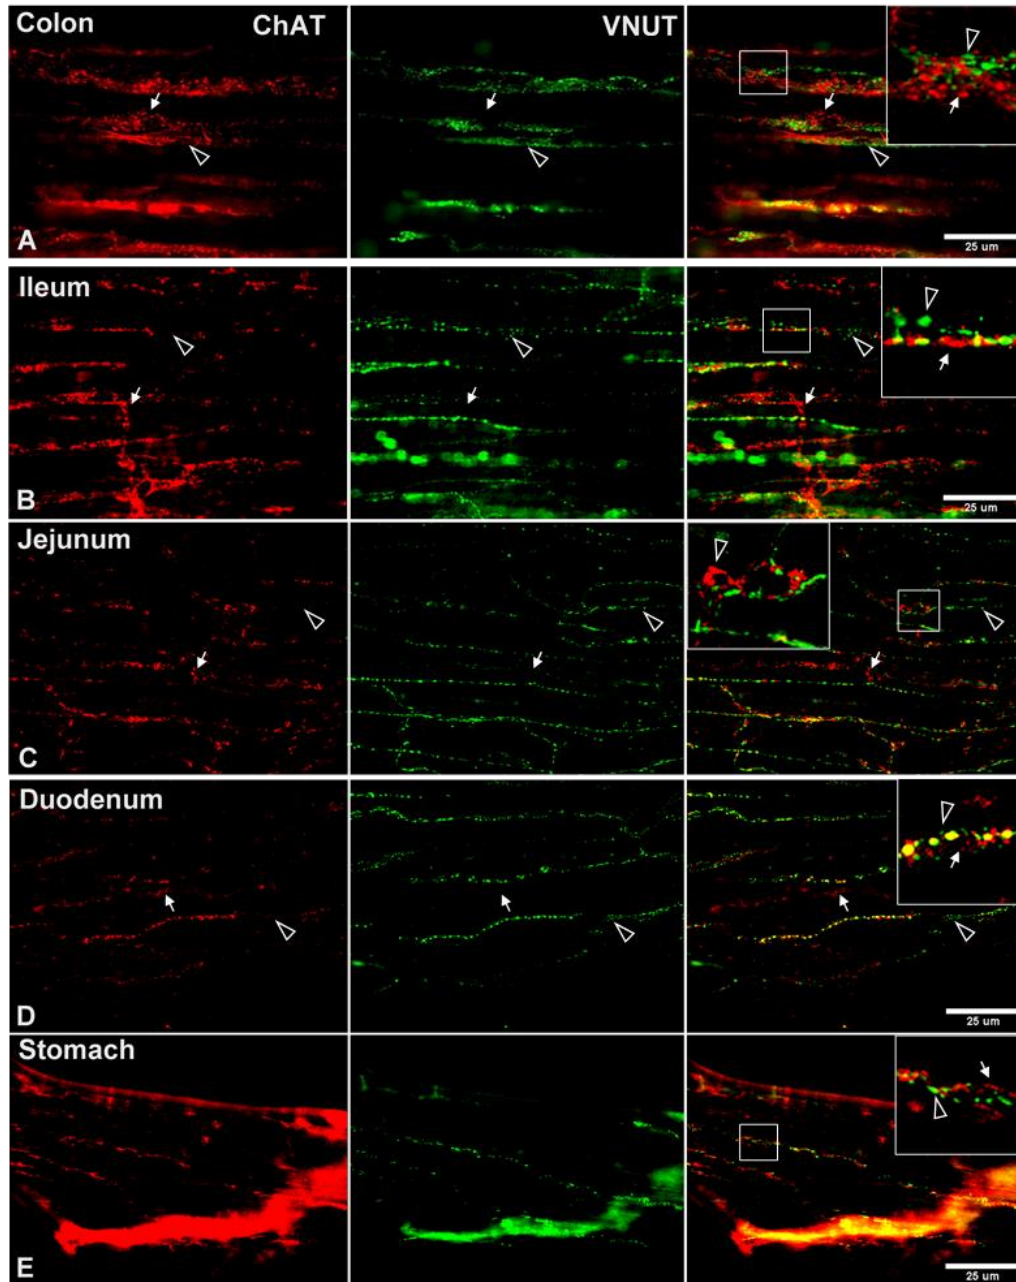 Colon ChAT VNUT
A 25 um
Ileum
B 25 um
Jejunum
C
Duodenum
D 25 um
Stomach
E 25 um